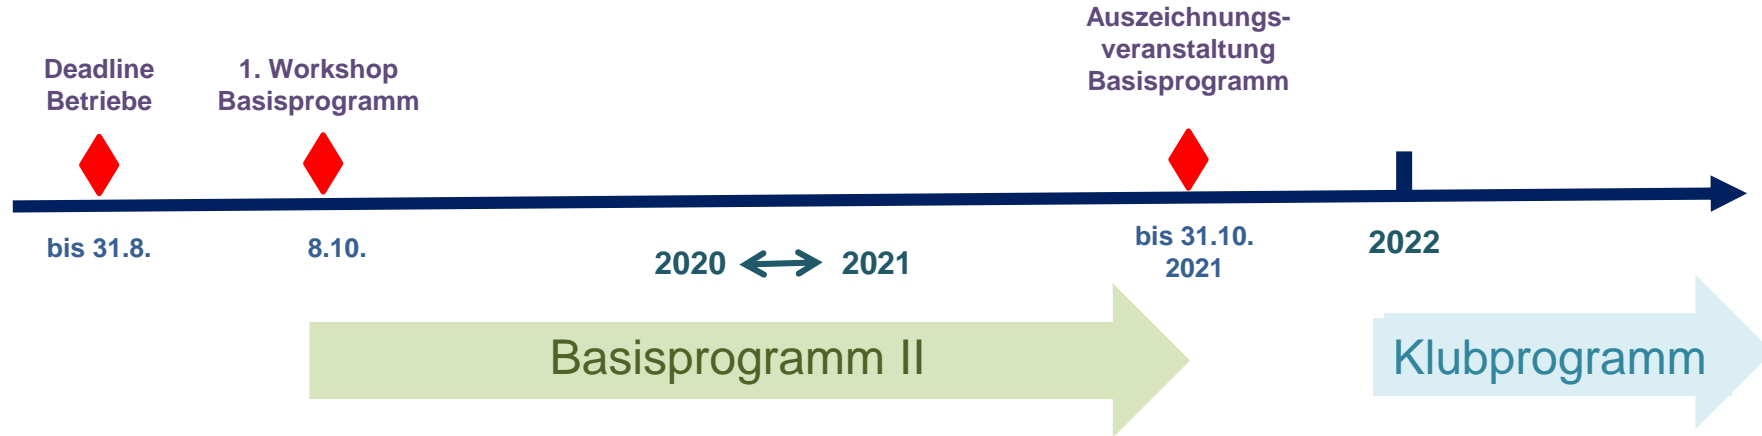 Deadline
Betriebe
1. Workshop
Basisprogramm
Auszeichnungs-
veranstaltung
Basisprogramm
bis 31.8.
8.10.
2020
2021
bis 31.10.
2021
2022
Basisprogramm II
Klubprogramm